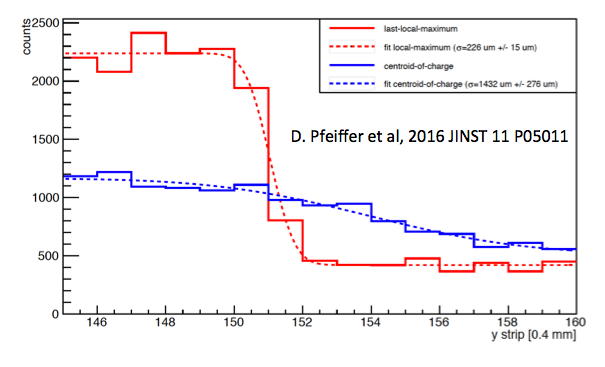 counts
2500
2000
1500
1000
500
0
last-local-maximum
fit local-maximum (σ=226 um +/- 15 um)
centroid-of-charge
fit centroid-of-charge (σ=1432 um +/- 276 um)
D. Pfeiffer et al, 2016 JINST 11 P05011
146 148 150 152 154 156 158 160
y strip [0.4 mm]